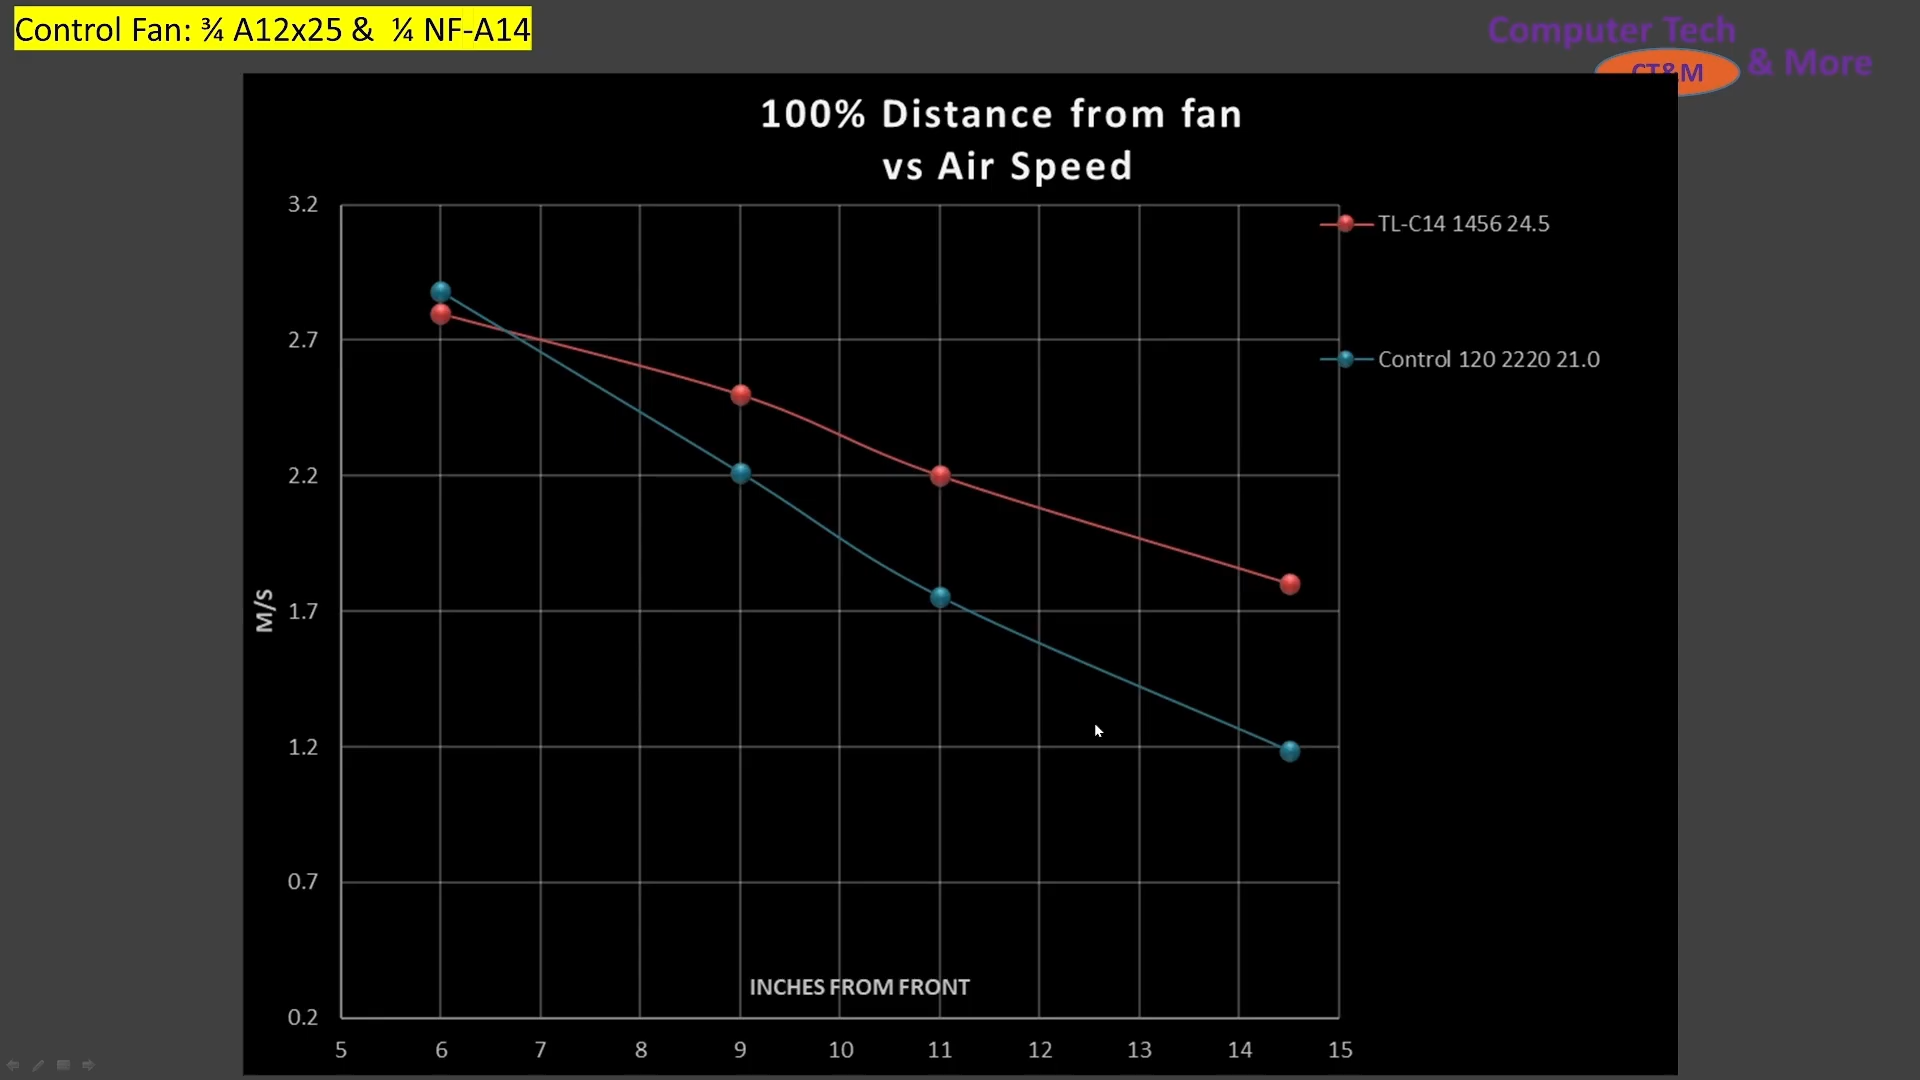 Control Fan: ¾ A12x25 & ¼ NF-A14
Computer Tech
& More
CT&M
100% Distance from fan
vs Air Speed
3.2
2.7
2.2
1.7
1.2
0.7
0.2
M/S
TL-C14 1456 24.5
Control 120 2220 21.0
INCHES FROM FRONT
5 6 7 8 9 10 11 12 13 14 15